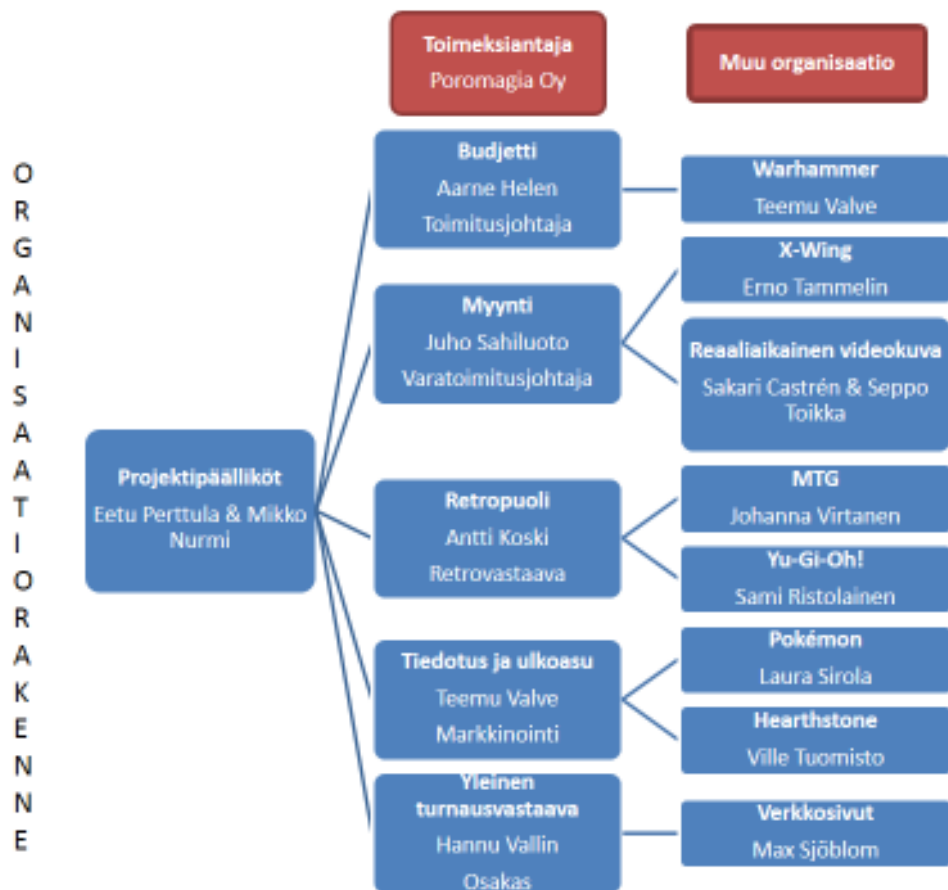 ORGANISAATIORAKENNE
Toimeksiantaja
Poromagia Oy
Muu organisaatio
Projektipäälliköt
Eetu Perttula & Mikko
Nurmi
Budjetti
Aarne Helen
Toimitusjohtaja
Myynti
Juho Sahiluoto
Varatoimitusjohtaja
Retropuoli
Antti Koski
Retrovastaava
Tiedotus ja ulkoasu
Teemu Valve
Markkinointi
Yleinen
turnausvastaava
Hannu Vallin
Osakas
Warhammer
Teemu Valve
X-Wing
Erno Tammelin
Reaaliaikainen videokuva
Sakari Castrén & Seppo
Toikka
MTG
Johanna Virtanen
Yu-Gi-Oh!
Sami Ristolainen
Pokémon
Laura Sirola
Hearthstone
Ville Tuomisto
Verkkosivut
Max Sjöblom